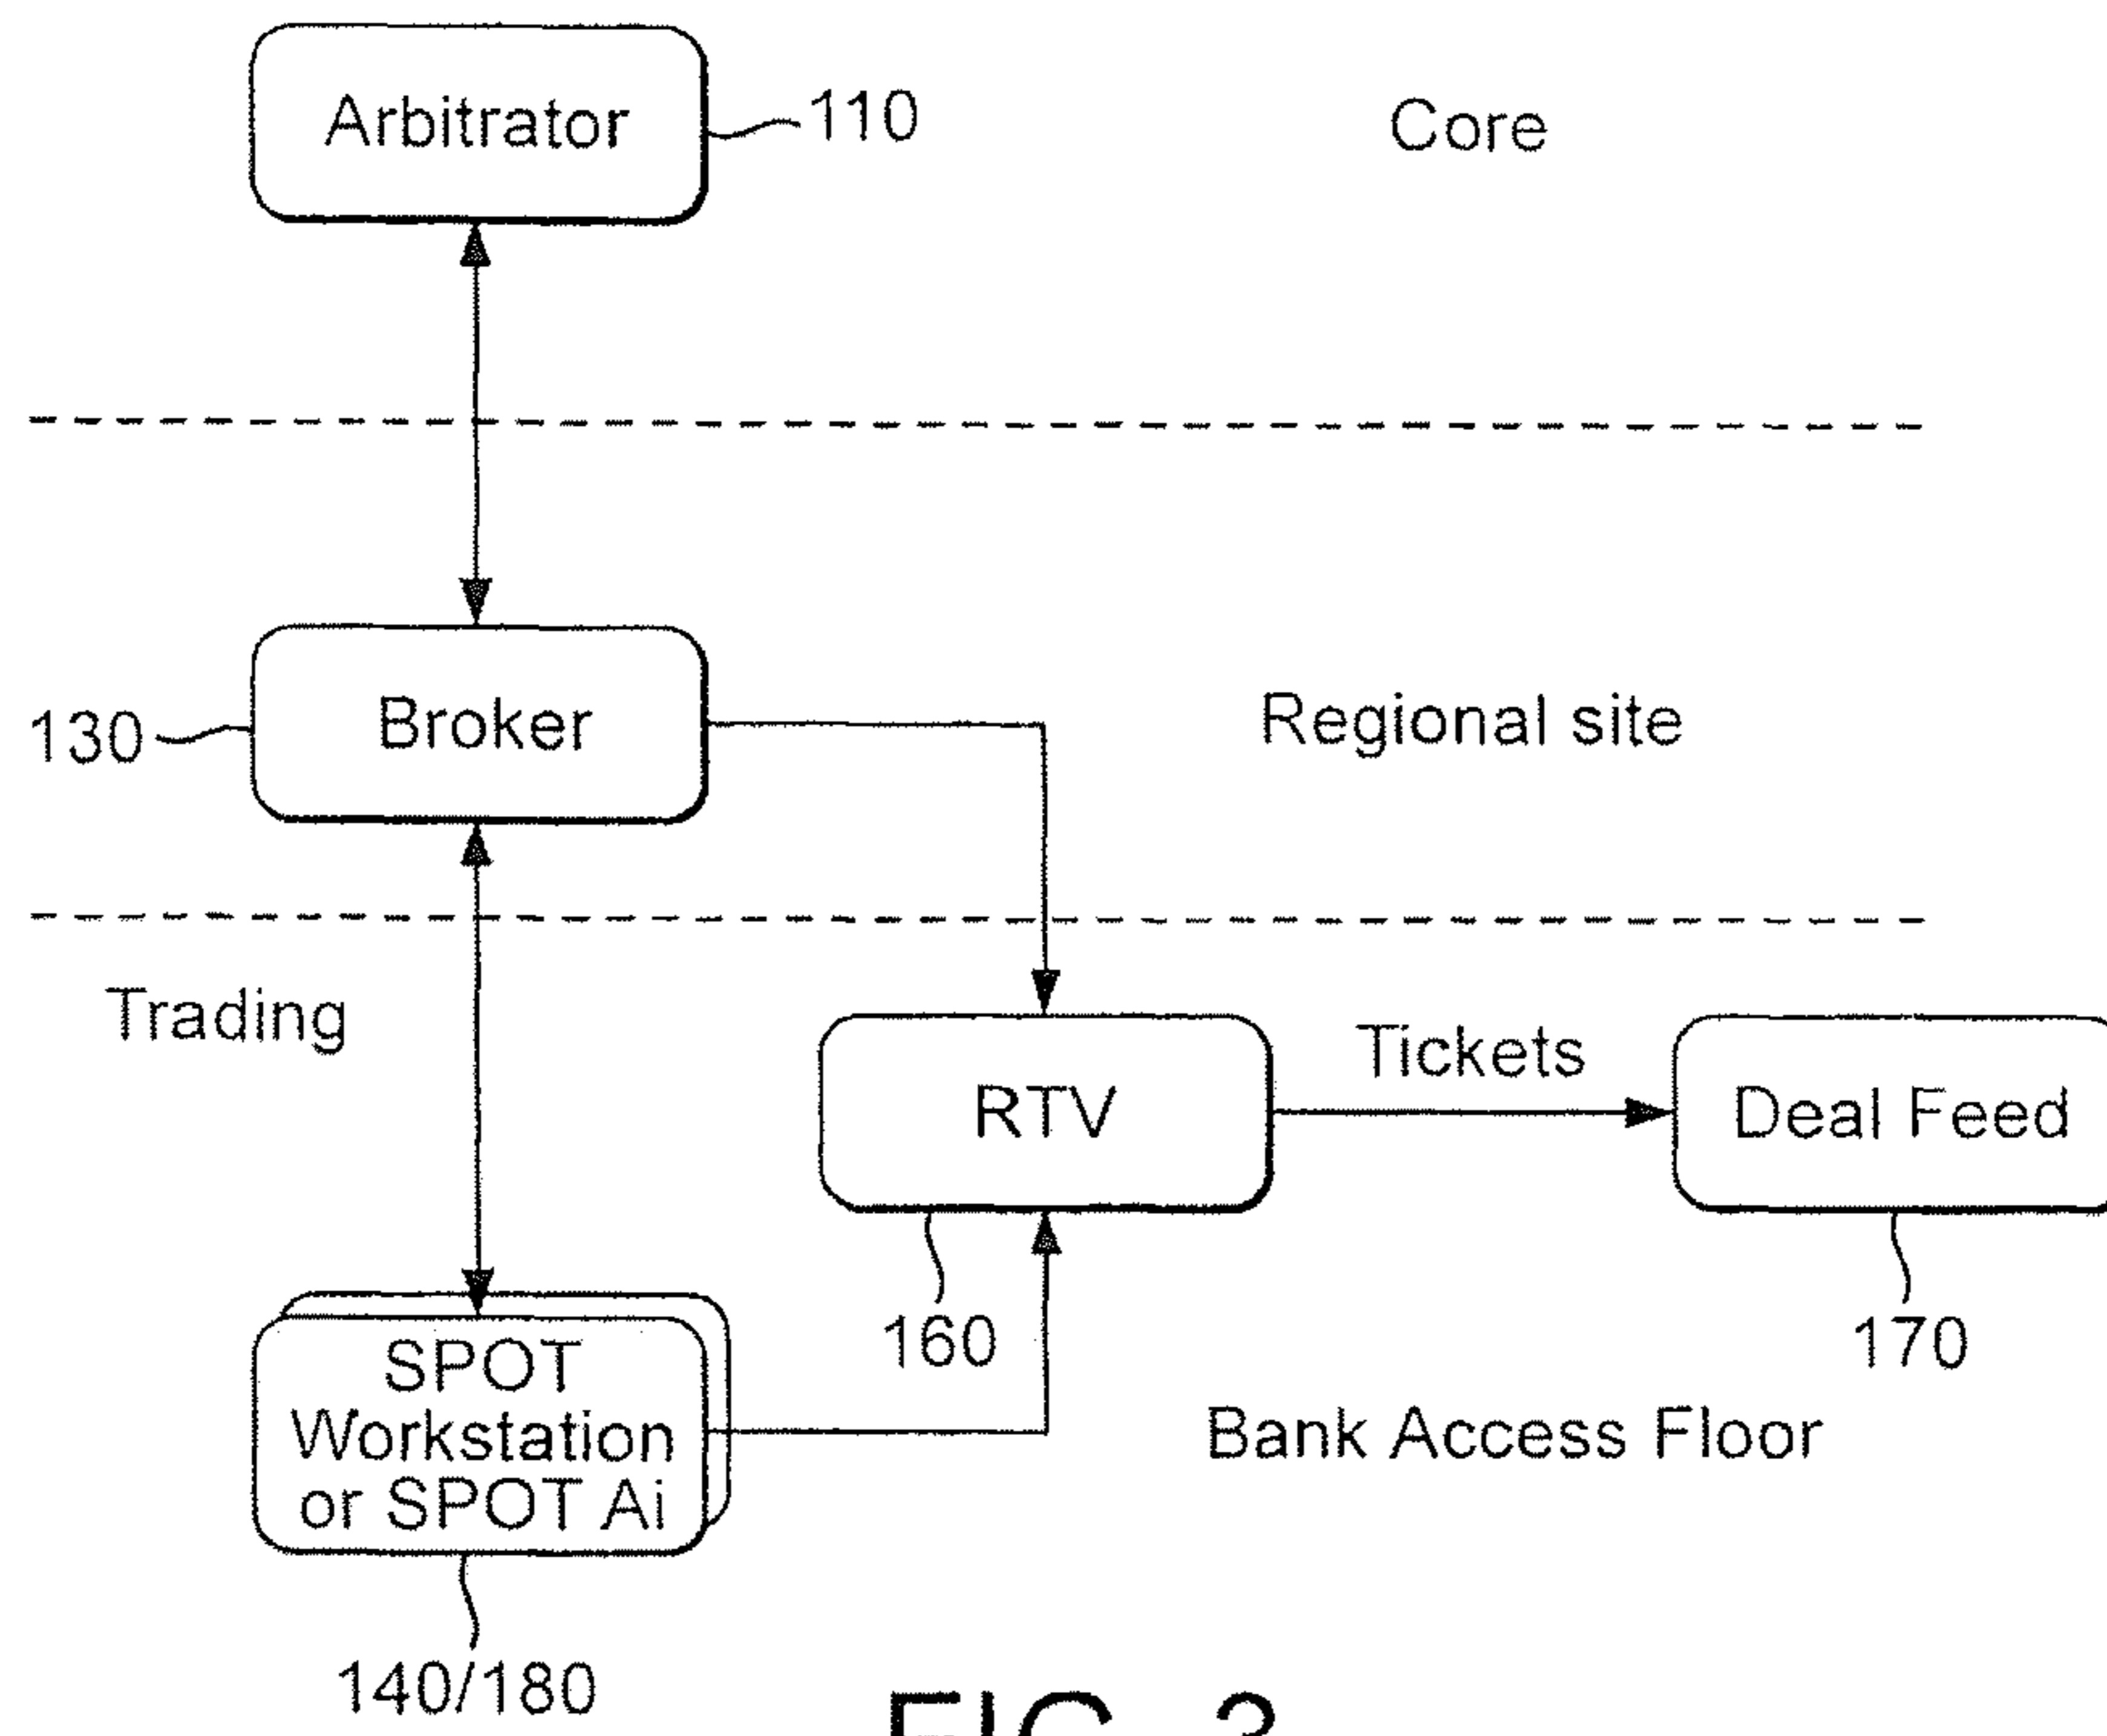 Arbitrator
110
Core
130
Broker
Regional site
Trading
RTV
Tickets
Deal Feed
160
170
SPOT
Workstation
or SPOT Ai
Bank Access Floor
140/180